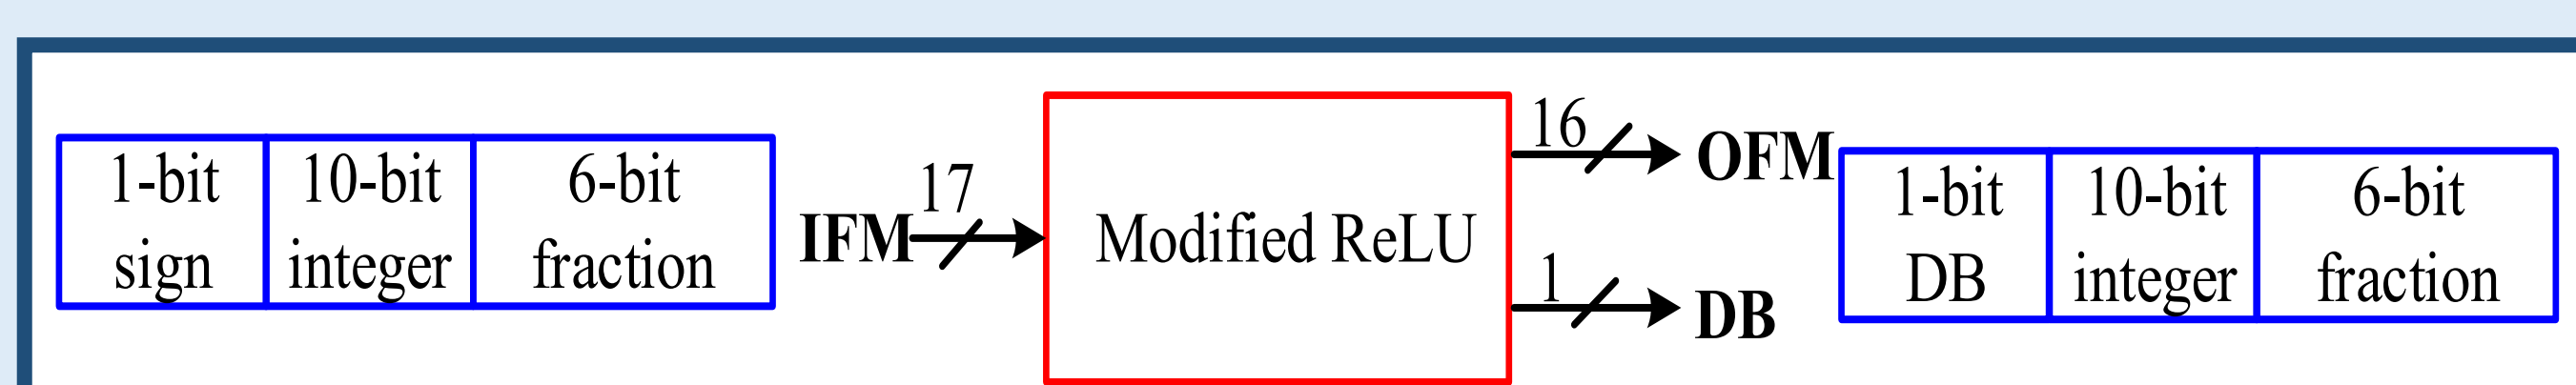 1-bit
sign
10-bit
integer
6-bit
fraction
IFM
17
Modified ReLU
16
OFM
1
DB
1-bit
DB
10-bit
integer
6-bit
fraction